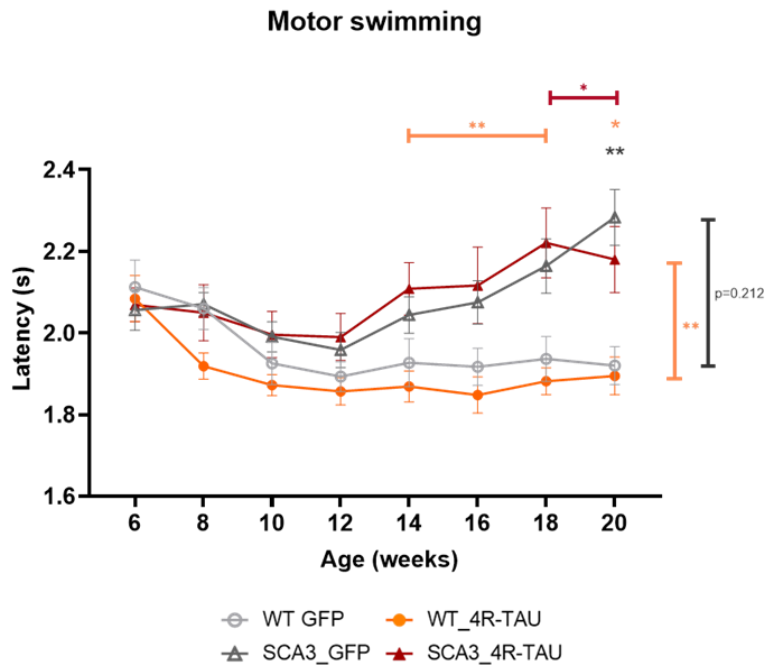 Motor swimming
*
**
*
**
2.4
2.2
2.0
1.8
1.6
Latency (s)
p=0.212
**
6 8 10 12 14 16 18 20
Age (weeks)
WT GFP WT_4R-TAU
SCA3_GFP SCA3_4R-TAU